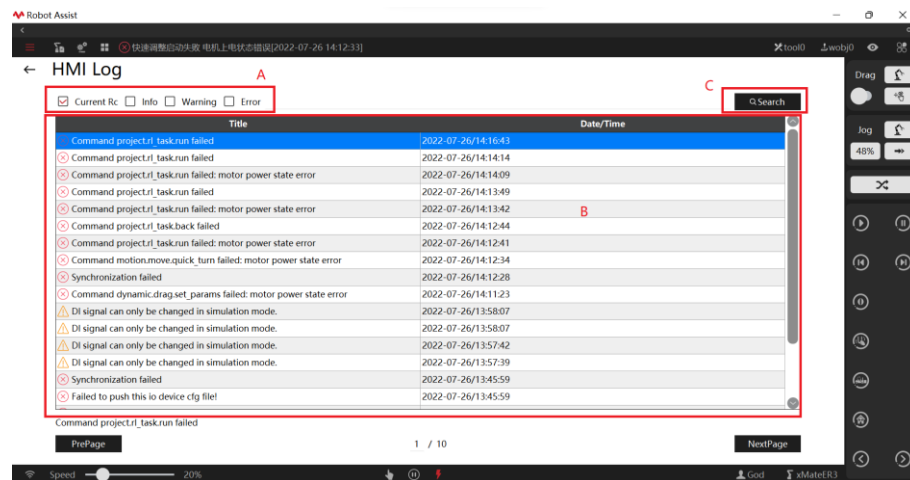 Robot Assist
快速调整启动失败 电机上电状态错误[2022-07-26 14:12:33]
tool0
wobj0
HMI Log
A
C
Drag
Current Rc Info Warning Error
Search
Title Date/Time
Command project.rl_task.run failed 2022-07-26/14:16:43
Command project.rl_task.run failed 2022-07-26/14:14:14
Command project.rl_task.run failed: motor power state error 2022-07-26/14:14:09
Command project.rl_task.run failed 2022-07-26/14:13:49
Command project.rl_task.run failed: motor power state error 2022-07-26/14:13:42
B
Command project.rl_task.back failed 2022-07-26/14:12:44
Command project.rl_task.run failed: motor power state error 2022-07-26/14:12:41
Command motion.move.quick_turn failed: motor power state error 2022-07-26/14:12:34
Synchronization failed 2022-07-26/14:12:28
Command dynamic.drag.set_params failed: motor power state error 2022-07-26/14:11:23
DI signal can only be changed in simulation mode. 2022-07-26/13:58:07
DI signal can only be changed in simulation mode. 2022-07-26/13:58:07
DI signal can only be changed in simulation mode. 2022-07-26/13:57:42
DI signal can only be changed in simulation mode. 2022-07-26/13:57:39
Synchronization failed 2022-07-26/13:45:59
Failed to push this io device cfg file! 2022-07-26/13:45:59
Jog
48%
Command project.rl_task.run failed
PrePage 1 / 10 NextPage
Speed 20% God xMateER3